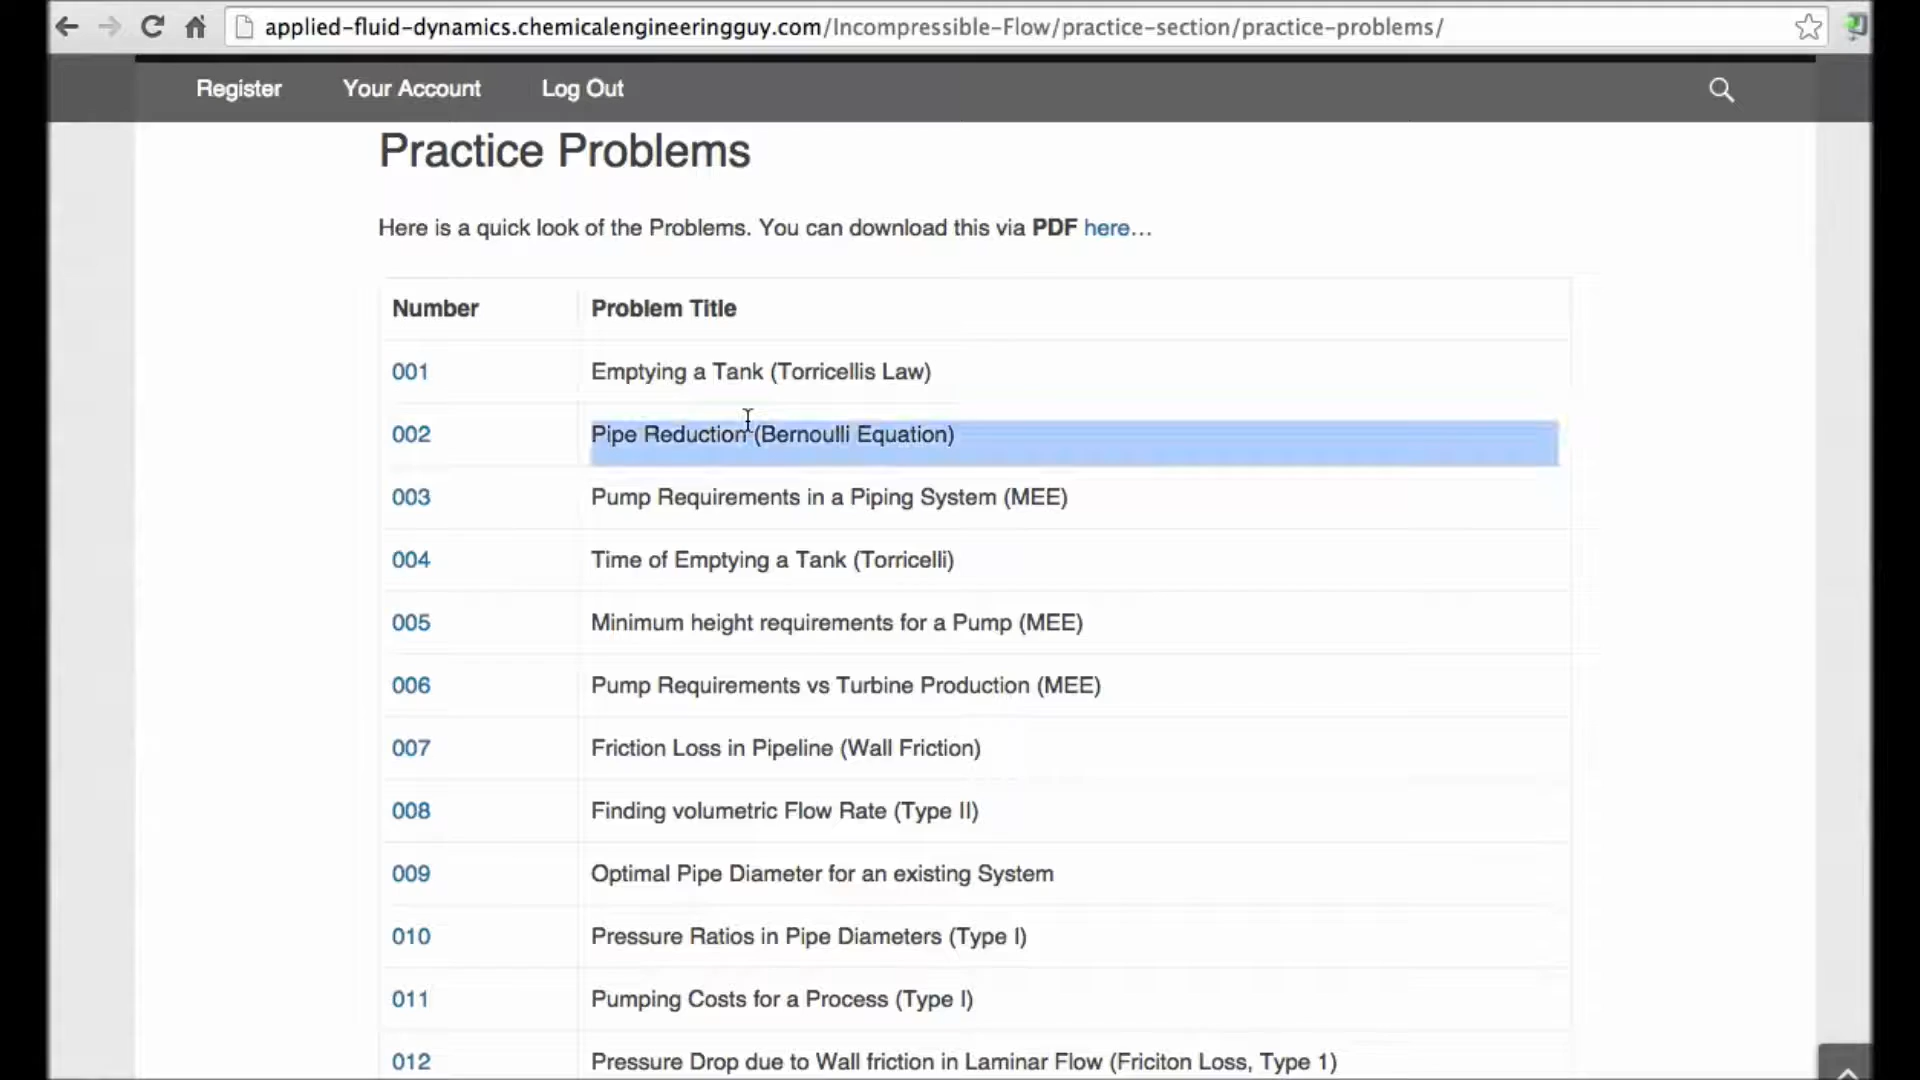 applied-fluid-dynamics.chemicalengineeringguy.com/Incompressible-Flow/practice-section/practice-problems/
Register Your Account Log Out
Practice Problems
Here is a quick look of the Problems. You can download this via PDF here...
Number Problem Title
001 Emptying a Tank (Torricellis Law)
002 Pipe Reduction (Bernoulli Equation)
003 Pump Requirements in a Piping System (MEE)
004 Time of Emptying a Tank (Torricelli)
005 Minimum height requirements for a Pump (MEE)
006 Pump Requirements vs Turbine Production (MEE)
007 Friction Loss in Pipeline (Wall Friction)
008 Finding volumetric Flow Rate (Type II)
009 Optimal Pipe Diameter for an existing System
010 Pressure Ratios in Pipe Diameters (Type I)
011 Pumping Costs for a Process (Type I)
012 Pressure Drop due to Wall friction in Laminar Flow (Friciton Loss, Type 1)